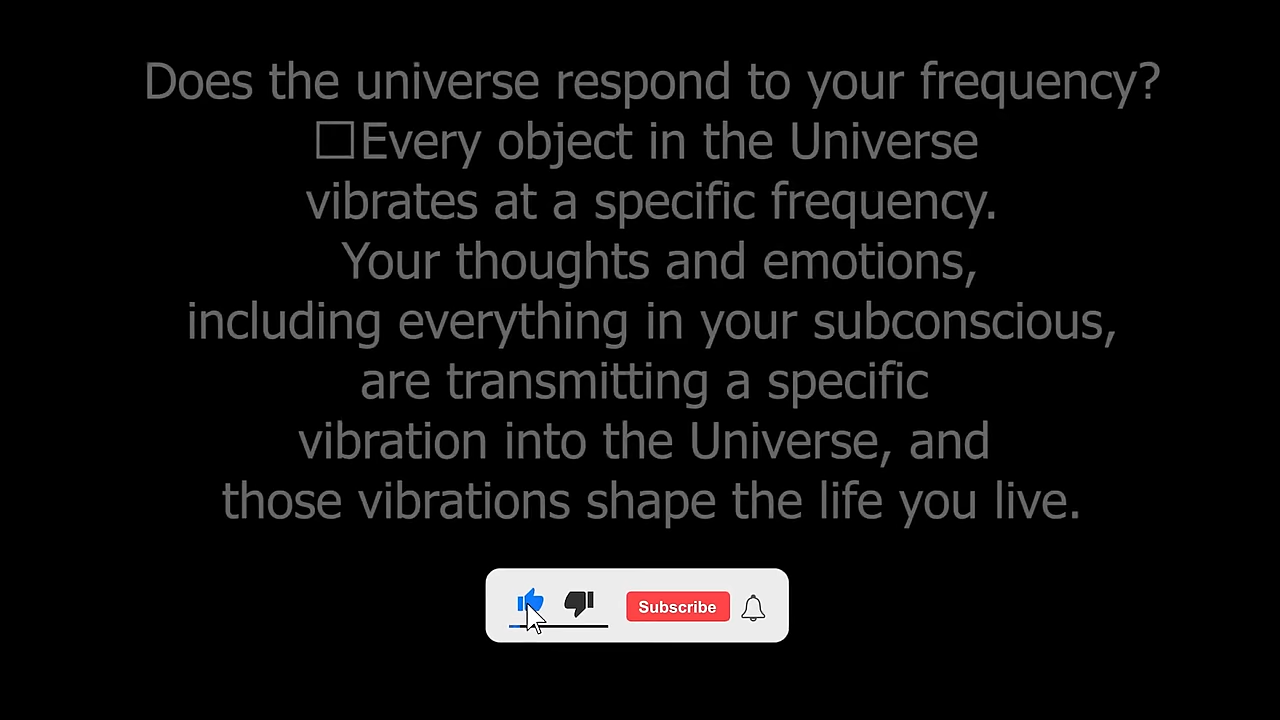 Does the universe respond to your frequency?
□Every object in the Universe
vibrates at a specific frequency.
Your thoughts and emotions,
including everything in your subconscious,
are transmitting a specific
vibration into the Universe, and
those vibrations shape the life you live.
Subscribe